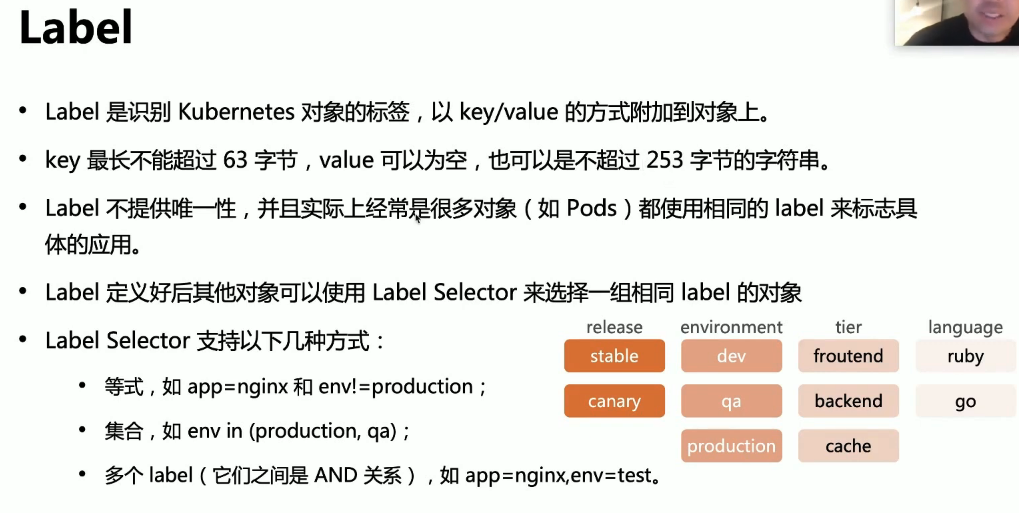 Label
• Label 是识别 Kubernetes 对象的标签，以 key/value 的方式附加到对象上。
• key 最长不能超过 63 字节，value 可以为空，也可以是不超过 253 字节的字符串。
• Label 不提供唯一性，并且实际上经常是很多对象（如 Pods）都使用相同的 label 来标志具
体的应用。
• Label 定义好后其他对象可以使用 Label Selector 来选择一组相同 label 的对象
• Label Selector 支持以下几种方式：
• 等式，如 app=nginx 和 env!=production；
• 集合，如 env in (production, qa)；
• 多个 label（它们之间是 AND 关系），如 app=nginx,env=test。
release environment tier language
stable dev froutend ruby
canary qa backend go
production cache